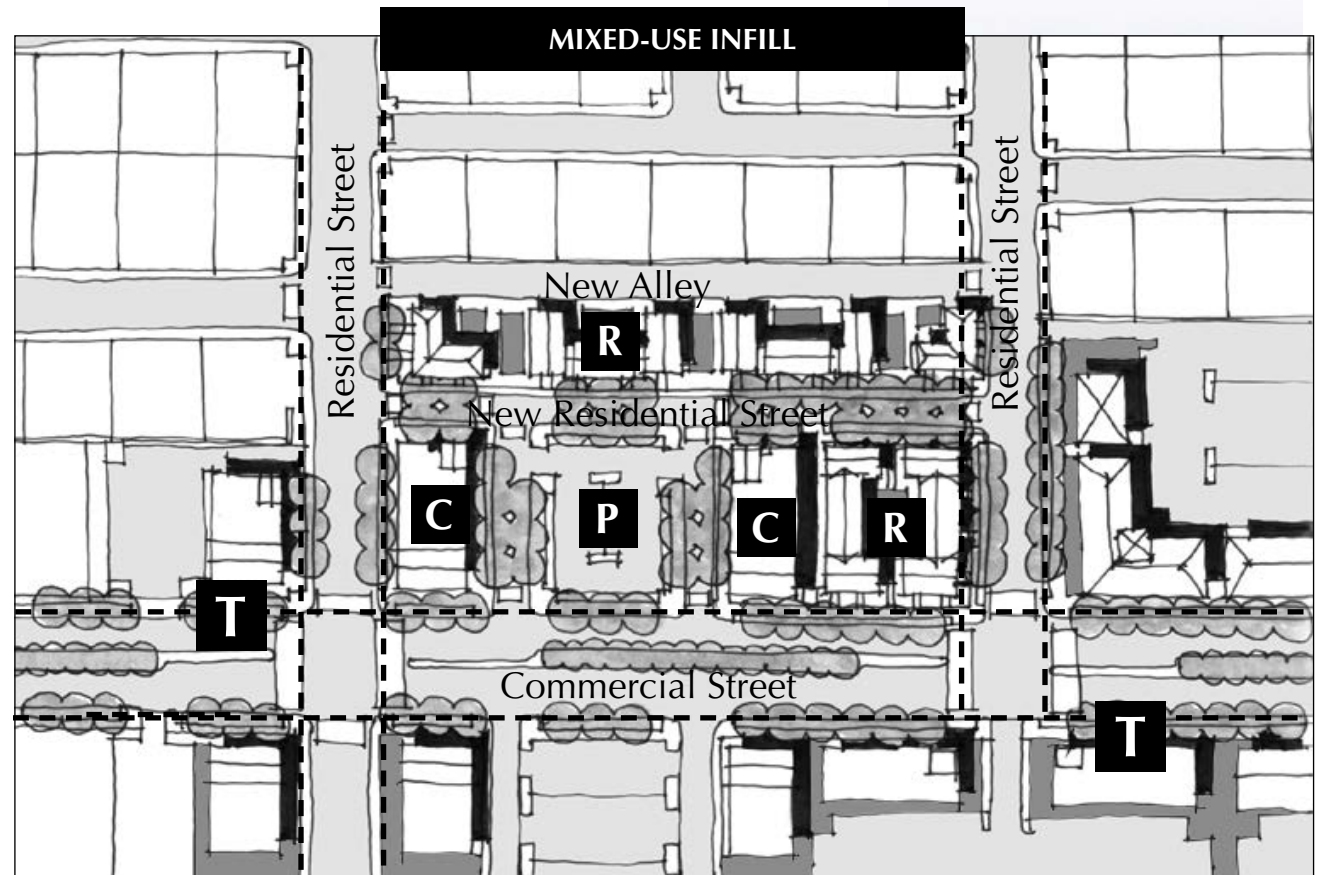 MIXED-USE INFILL
Residential Street
Residential Street
New Alley
R
New Residential Street
C
P
C
R
T
Commercial Street
T